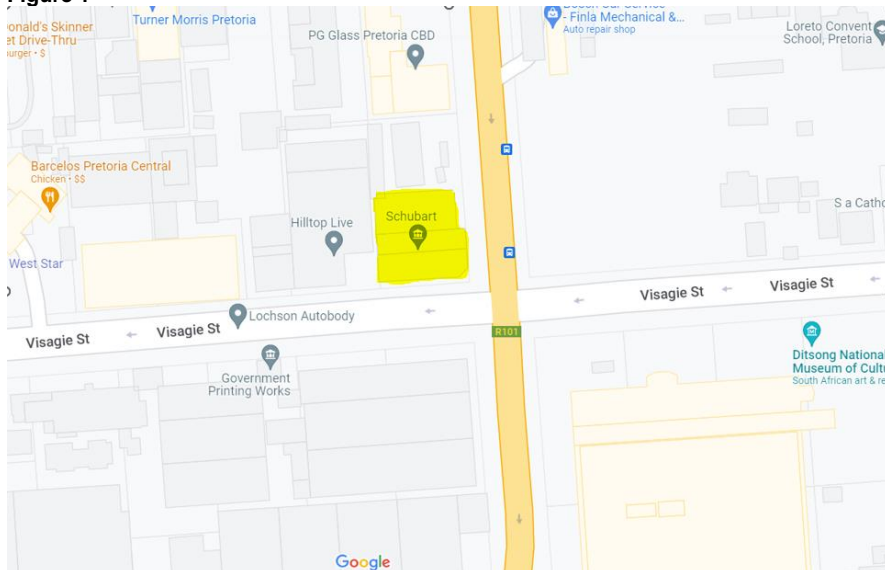 Turner Morris Pretoria
onald's Skinner
et Drive-Thru
burger • $
PG Glass Pretoria CBD
- Finla Mechanical &...
Auto repair shop
Loreto Convent
School, Pretoria
Barcelos Pretoria Central
Chicken • $$
Schubart
Hilltop Live
S a Catho
West Star
Visagie St
Visagie St
Lochson Autobody
Visagie St
Visagie St
R101
Government
Printing Works
Ditsong National
Museum of Cultu
South African art & re
Google